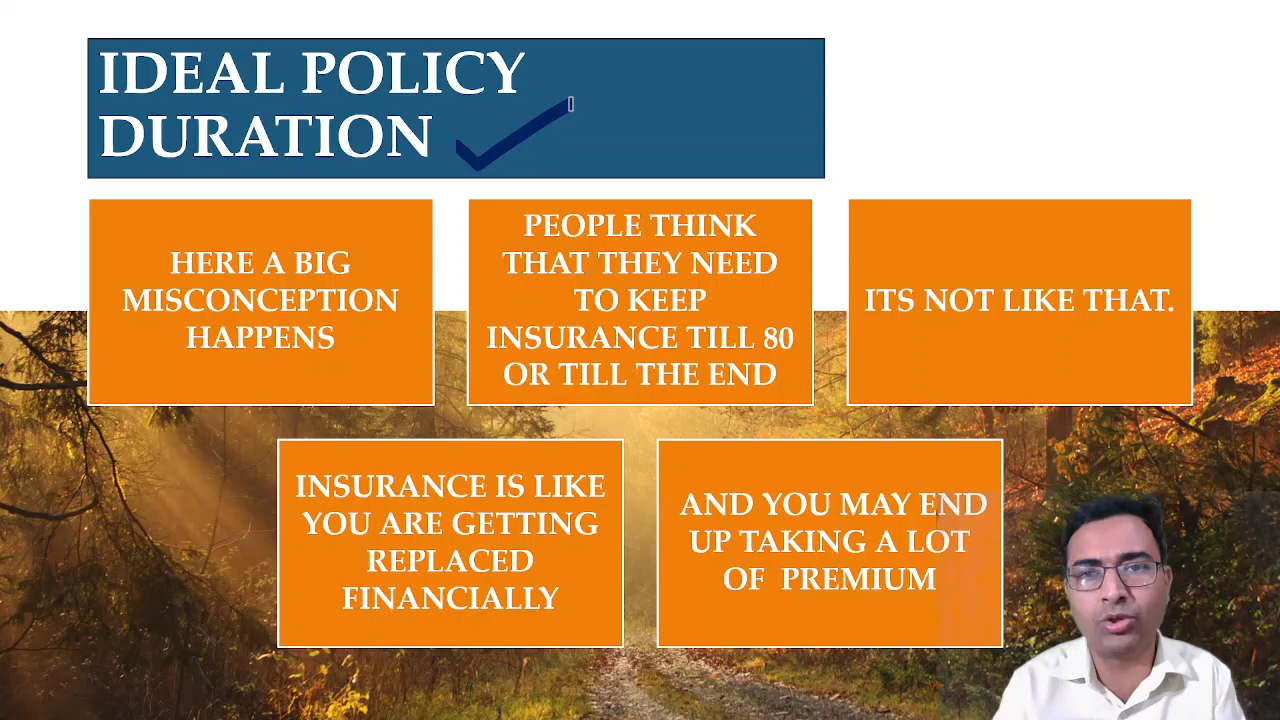 IDEAL POLICY
DURATION
HERE A BIG
MISCONCEPTION
HAPPENS
PEOPLE THINK
THAT THEY NEED
TO KEEP
INSURANCE TILL 80
OR TILL THE END
ITS NOT LIKE THAT.
INSURANCE IS LIKE
YOU ARE GETTING
REPLACED
FINANCIALLY
AND YOU MAY END
UP TAKING A LOT
OF PREMIUM